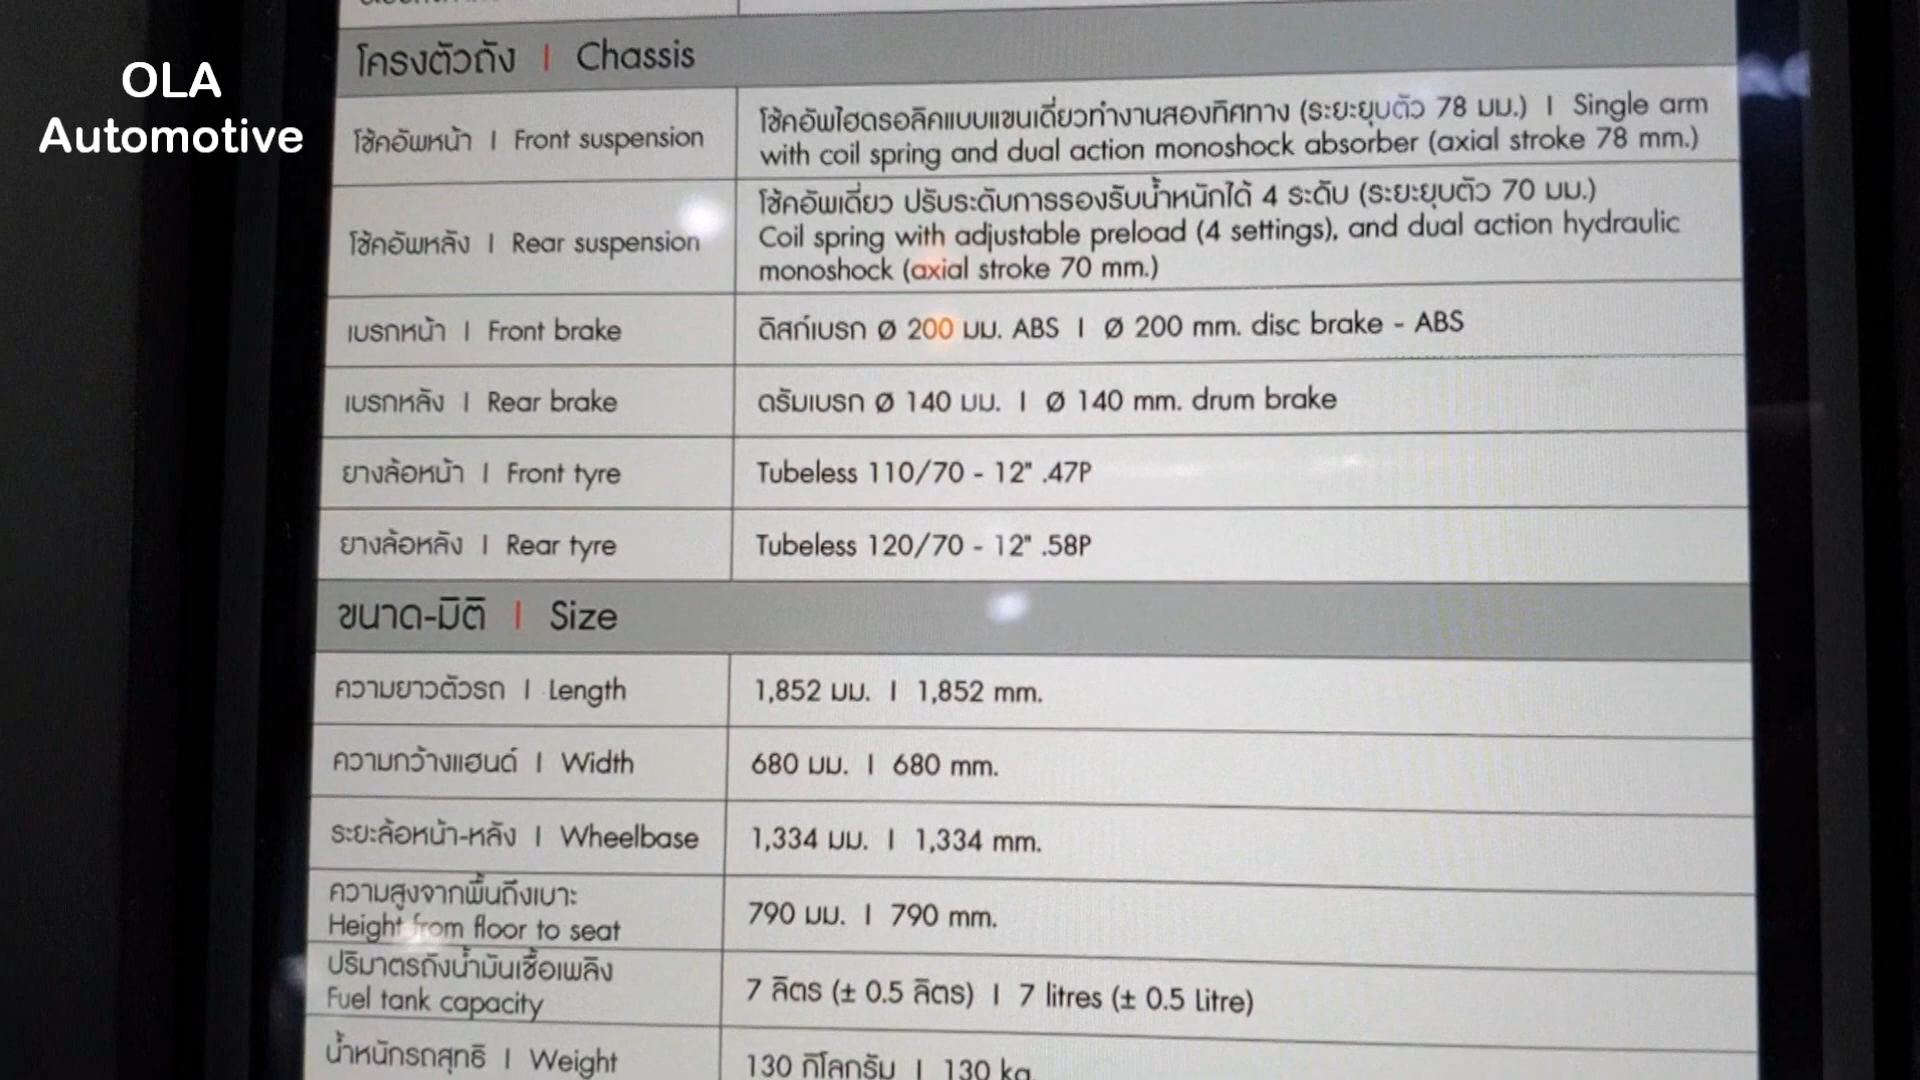 OLA
Automotive
โครงตัวถัง | Chassis
โช้คอัพหน้า | Front suspension
โช้คอัพไฮดรอลิคแบบแขนเดี่ยวทำงานสองทิศทาง (ระยะยุบตัว 78 มม.) | Single arm
with coil spring and dual action monoshock absorber (axial stroke 78 mm.)
โช้คอัพหลัง | Rear suspension
โช้คอัพเดี่ยว ปรับระดับการรองรับน้ำหนักได้ 4 ระดับ (ระยะยุบตัว 70 มม.)
Coil spring with adjustable preload (4 settings), and dual action hydraulic
monoshock (axial stroke 70 mm.)
เบรกหน้า | Front brake
ดิสก์เบรก Ø 200 มม. ABS | Ø 200 mm. disc brake - ABS
เบรกหลัง | Rear brake
ดรัมเบรก Ø 140 มม. | Ø 140 mm. drum brake
ยางล้อหน้า | Front tyre
Tubeless 110/70 - 12" .47P
ยางล้อหลัง | Rear tyre
Tubeless 120/70 - 12" .58P
ขนาด-มิติ | Size
ความยาวตัวรถ | Length
1,852 มม. | 1,852 mm.
ความกว้างแฮนด์ | Width
680 มม. | 680 mm.
ระยะล้อหน้า-หลัง | Wheelbase
1,334 มม. | 1,334 mm.
ความสูงจากพื้นถึงเบาะ
Height from floor to seat
790 มม. | 790 mm.
ปริมาตรถังน้ำมันเชื้อเพลิง
Fuel tank capacity
7 ลิตร (± 0.5 ลิตร) | 7 litres (± 0.5 Litre)
น้ำหนักรถสุทธิ | Weight
130 กิโลกรัม | 130 kg.